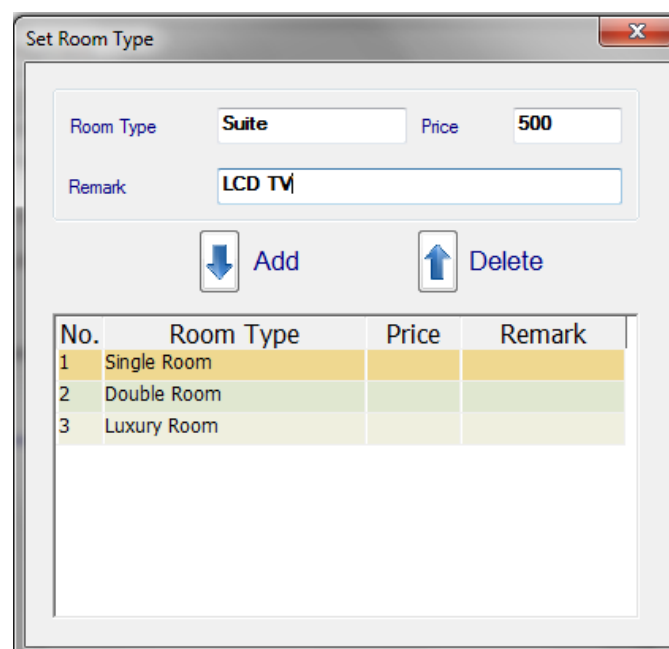 Set Room Type
Room Type Suite Price 500
Remark LCD TV
Add Delete
No. Room Type Price Remark
1 Single Room
2 Double Room
3 Luxury Room